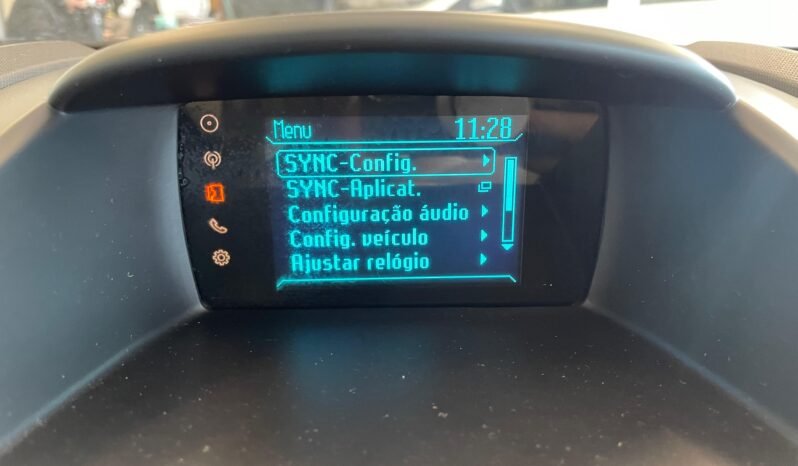 Menu 11:28
SYNC-Config.
SYNC-Aplicat.
Configuração áudio
Config. veículo
Ajustar relógio